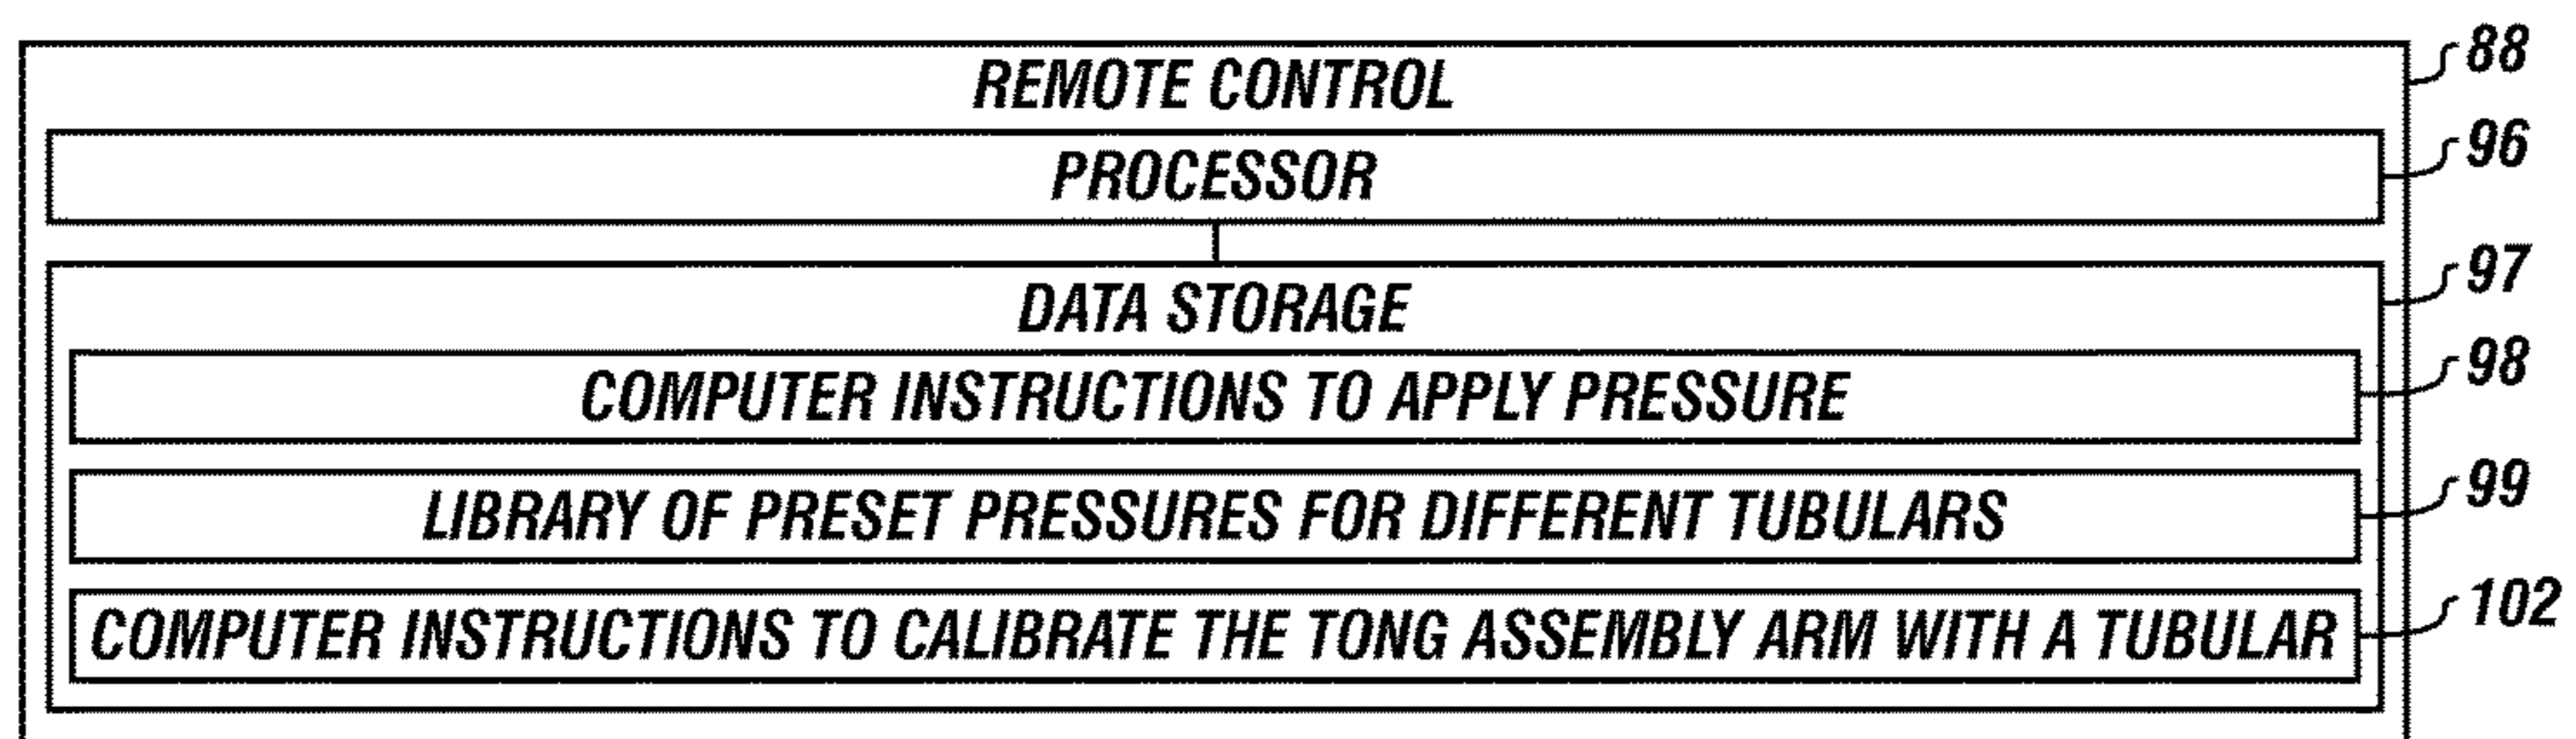 REMOTE CONTROL 88
PROCESSOR 96
DATA STORAGE 97
COMPUTER INSTRUCTIONS TO APPLY PRESSURE 98
LIBRARY OF PRESET PRESSURES FOR DIFFERENT TUBULARS 99
COMPUTER INSTRUCTIONS TO CALIBRATE THE TONG ASSEMBLY ARM WITH A TUBULAR 102